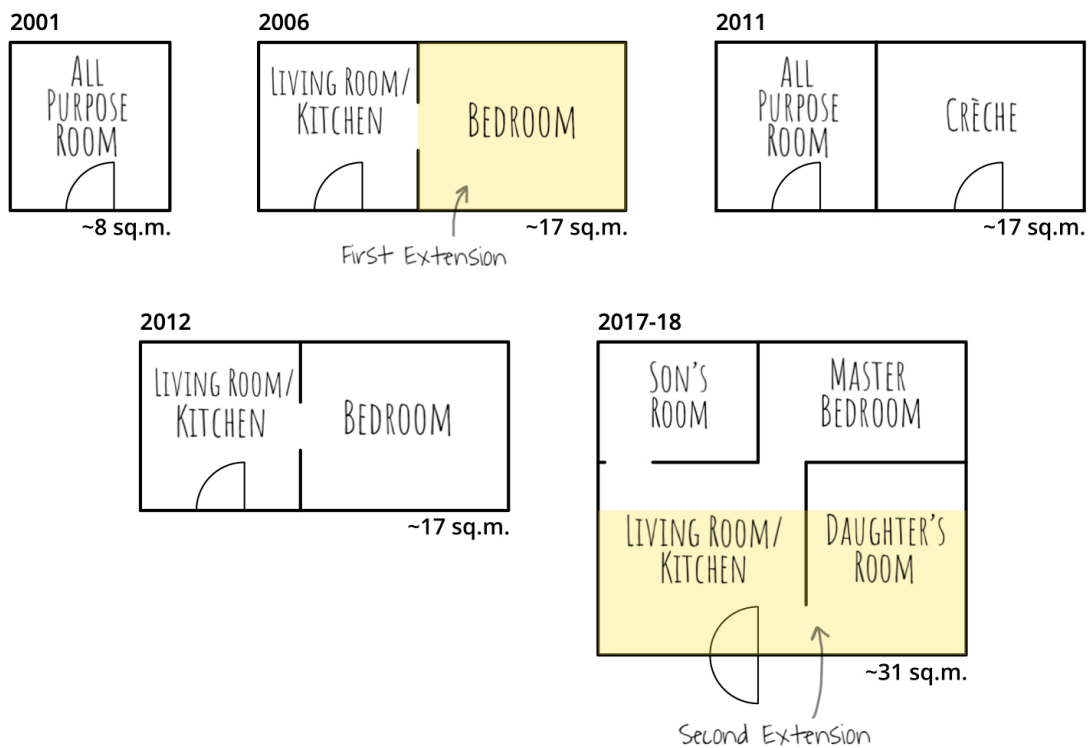 2001
ALL
PURPOSE
ROOM
~8 sq.m.
2006
LIVING ROOM/
KITCHEN
BEDROOM
~17 sq.m.
First Extension
2011
ALL
PURPOSE
ROOM
CRÈCHE
~17 sq.m.
2012
LIVING ROOM/
KITCHEN
BEDROOM
~17 sq.m.
2017-18
SON'S
ROOM
MASTER
BEDROOM
LIVING ROOM/
KITCHEN
DAUGHTER'S
ROOM
~31 sq.m.
Second Extension